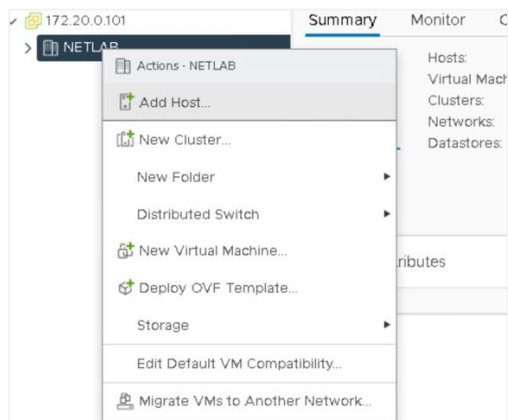 172.20.0.101
Summary Monitor
NETLAB
Actions - NETLAB
Hosts:
Virtual Mach
Clusters:
Networks:
Datastores:
Add Host...
New Cluster...
New Folder
Distributed Switch
New Virtual Machine...
ributes
Deploy OVF Template...
Storage
Edit Default VM Compatibility...
Migrate VMs to Another Network...